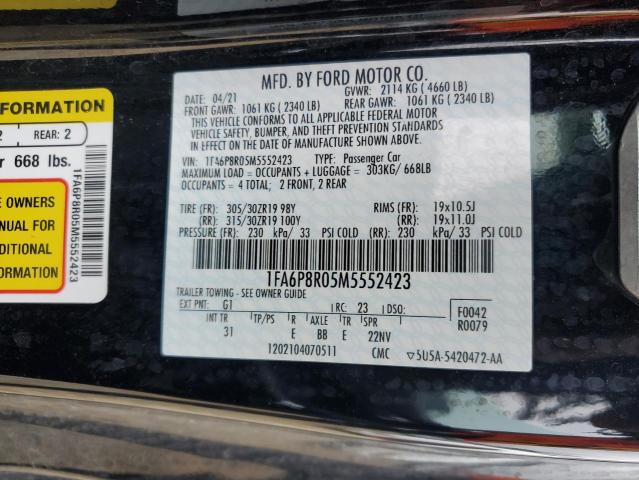 FORMATION
2 REAR: 2
r 668 lbs.
E OWNERS
NUAL FOR
DITIONAL
FORMATION
1FA6P8R05M5552423
MFD. BY FORD MOTOR CO.
04/21 GVWR: 2114 KG ( 4660 LB)
FRONT GAWR: 1061 KG ( 2340 LB) REAR GAWR: 1061 KG ( 2340 LB)
THIS VEHICLE CONFORMS TO ALL APPLICABLE FEDERAL MOTOR
VEHICLE SAFETY, BUMPER, AND THEFT PREVENTION STANDARDS
IN EFFECT ON THE DATE OF MANUFACTURE SHOWN ABOVE.
VIN: 1FA6P8R05M5552423 TYPE: Passenger Car
MAXIMUM LOAD = OCCUPANTS + LUGGAGE = 303KG/ 668LB
OCCUPANTS = 4 TOTAL; 2 FRONT, 2 REAR
TIRE (FR): 305/30ZR19 98Y RIMS (FR): 19x10.5J
(RR): 315/30ZR19 100Y (RR): 19x11.0J
PRESSURE (FR): 230 kPa/ 33 PSI COLD (RR): 230 kPa/ 33 PSI COLD
1FA6P8R05M5552423
TRAILER TOWING - SEE OWNER GUIDE
EXT PNT: G1 RC: 23 DSO: F0042
INT TR TP/PS R AXLE TR SPR R0079
31 E BB E 22NV
1202104070511 CMC ▽5U5A-5420472-AA